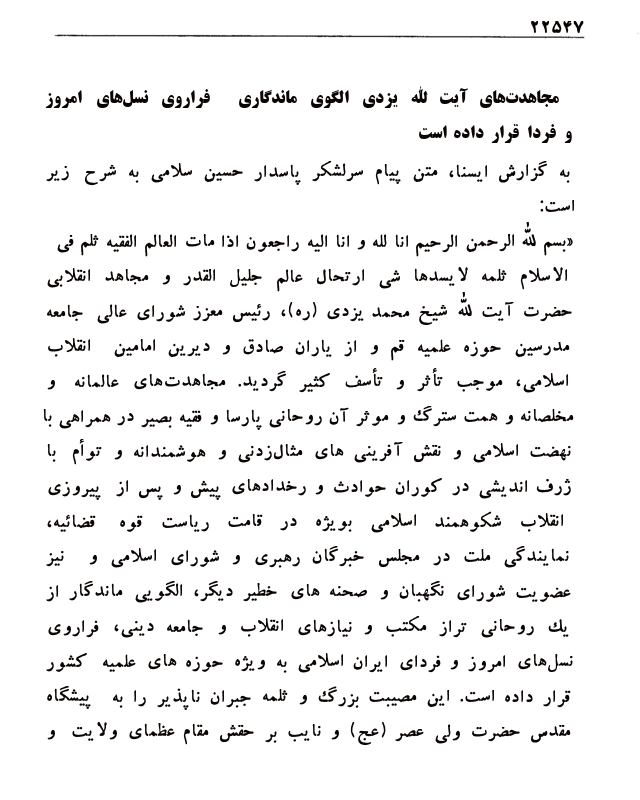 ۲۲۵۴۷
مجاهدت‌های آیت لله یزدی الگوی ماندگاری فراروی نسل‌های امروز
و فردا قرار داده است
به گزارش ایسنا، متن پیام سرلشکر پاسدار حسین سلامی به شرح زیر
است:
«بسم لله الرحمن الرحیم انا لله و انا الیه راجعون اذا مات العالم الفقیه ثلم فی
الاسلام ثلمه لایسدها شی ارتحال عالم جلیل القدر و مجاهد انقلابی
حضرت آیت لله شیخ محمد یزدی (ره)، رئیس معزز شورای عالی جامعه
مدرسین حوزه علمیه قم و از یاران صادق و دیرین امامین انقلاب
اسلامی، موجب تأثر و تأسف کثیر گردید. مجاهدت‌های عالمانه و
مخلصانه و همت سترگ و موثر آن روحانی پارسا و فقیه بصیر در همراهی با
نهضت اسلامی و نقش آفرینی های مثال‌زدنی و هوشمندانه و توأم با
ژرف اندیشی در کوران حوادث و رخدادهای پیش و پس از پیروزی
انقلاب شکوهمند اسلامی بویژه در قامت ریاست قوه قضائیه،
نمایندگی ملت در مجلس خبرگان رهبری و شورای اسلامی و نیز
عضویت شورای نگهبان و صحنه های خطیر دیگر، الگویی ماندگار از
یك روحانی تراز مکتب و نیازهای انقلاب و جامعه دینی، فراروی
نسل‌های امروز و فردای ایران اسلامی به ویژه حوزه های علمیه کشور
قرار داده است. این مصیبت بزرگ و ثلمه جبران ناپذیر را به پیشگاه
مقدس حضرت ولی عصر (عج) و نایب بر حقش مقام عظمای ولایت و